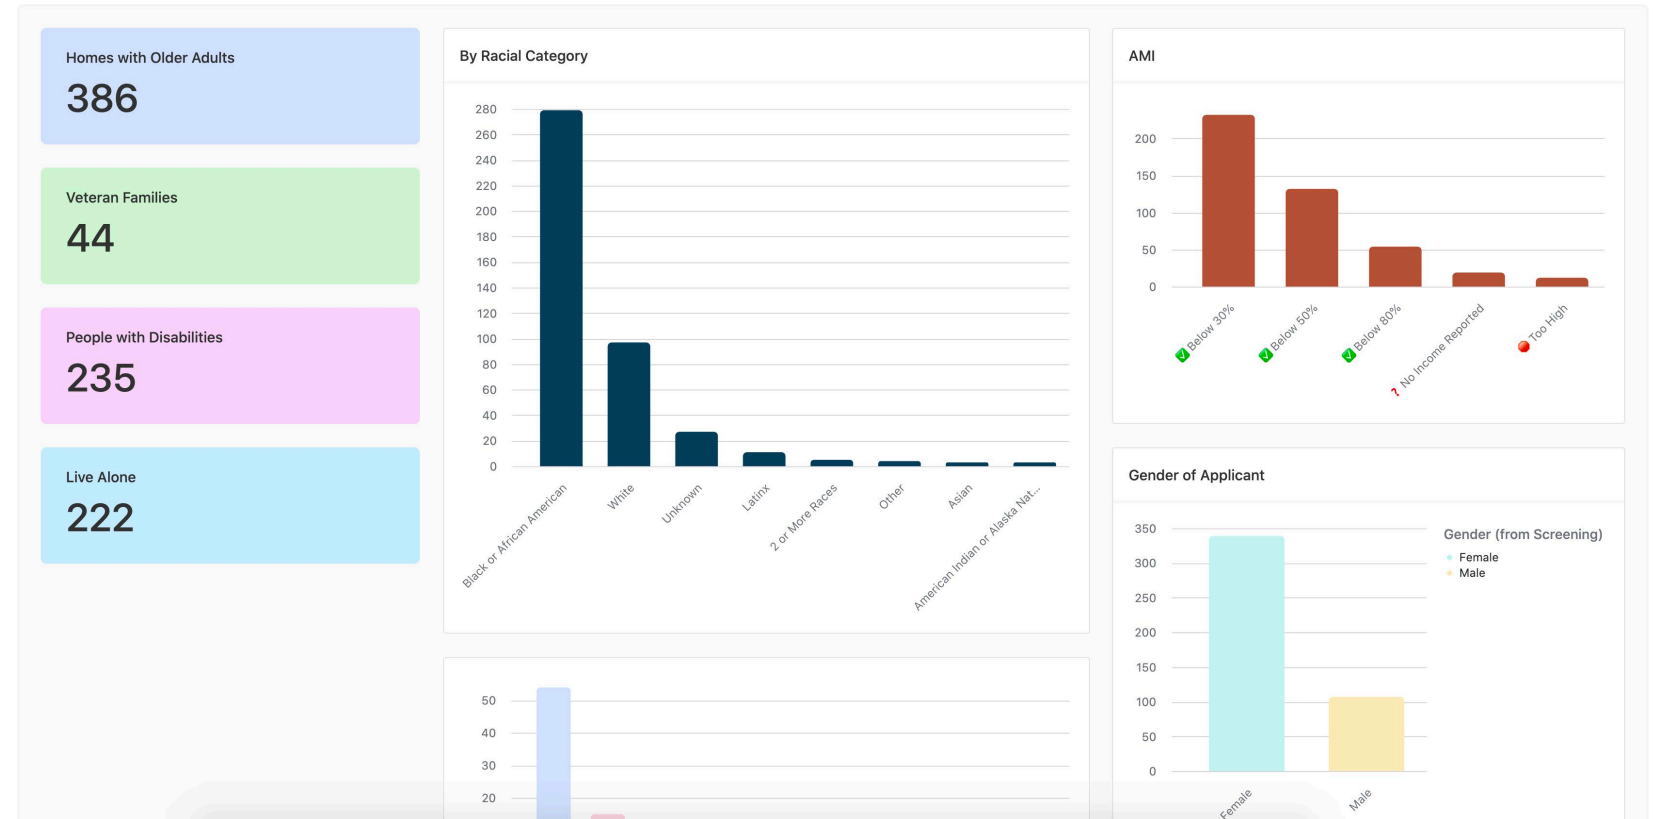 Homes with Older Adults
386
Veteran Families
44
People with Disabilities
235
Live Alone
222
By Racial Category
280
260
240
220
200
180
160
140
120
100
80
60
40
20
0
Black or African American
White
Unknown
Latinx
2 or More Races
Other
Asian
American Indian or Alaska Nat...
50
40
30
20
AMI
200
150
100
50
0
Below 30%
Below 50%
Below 80%
? No Income Reported
Too High
Gender of Applicant
350
300
250
200
150
100
50
0
Female
Male
Gender (from Screening)
Female
Male